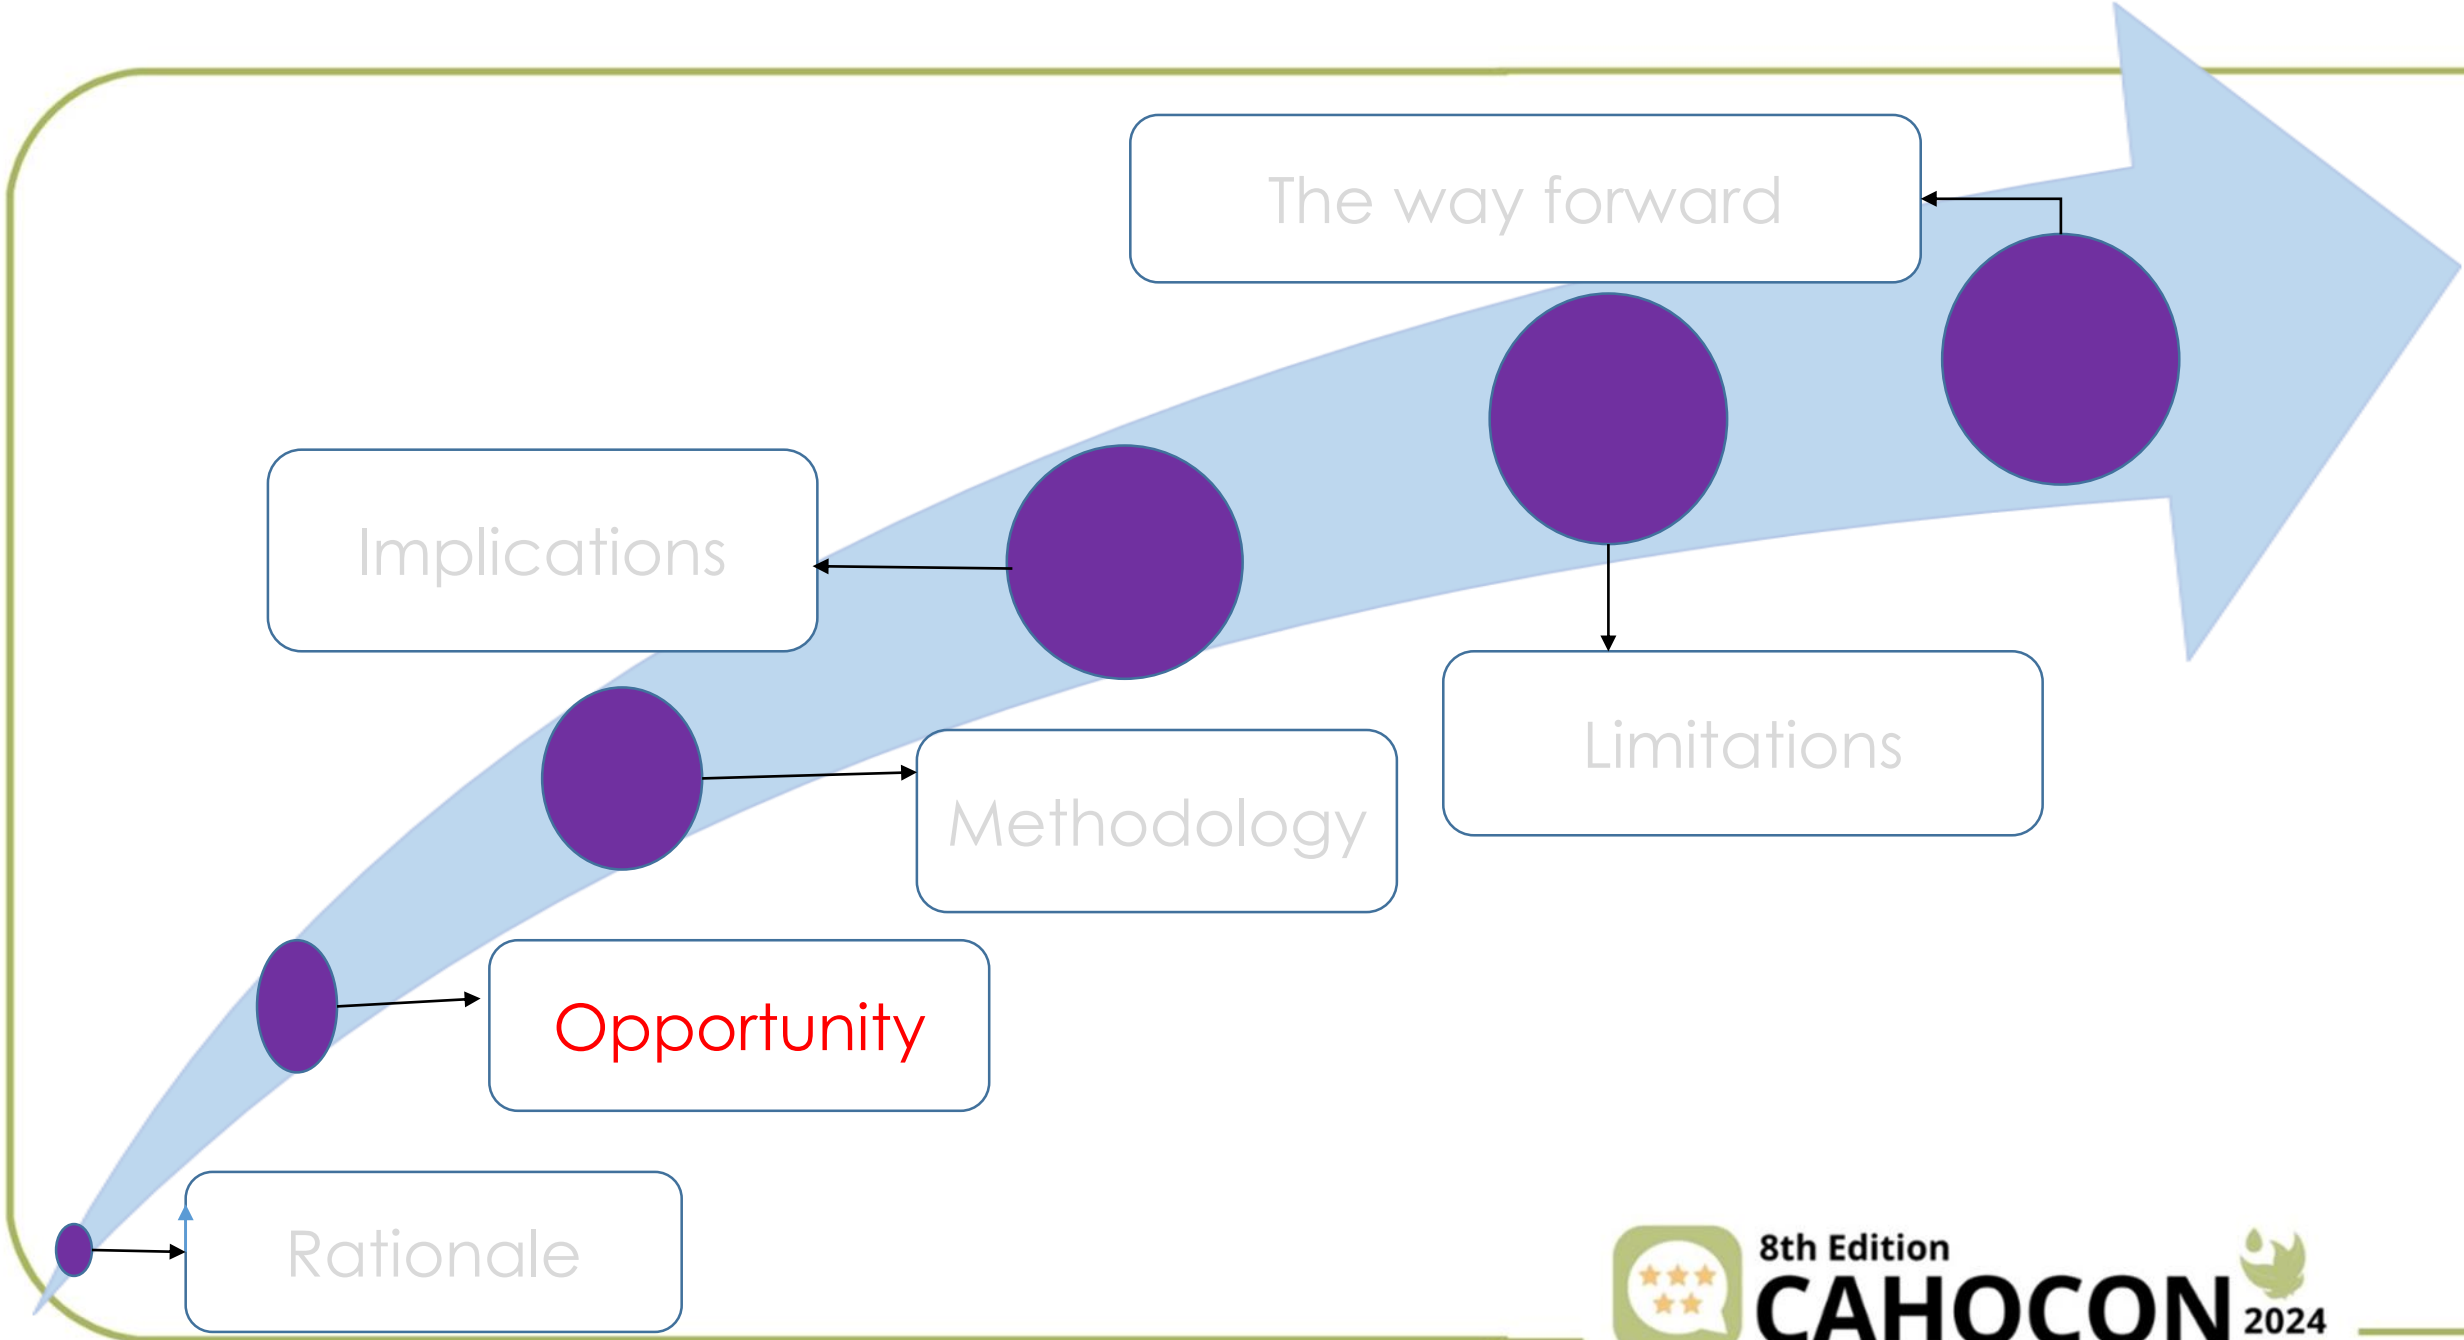 The way forward
Implications
Limitations
Methodology
Opportunity
Rationale
8th Edition
CAHOCON
2024